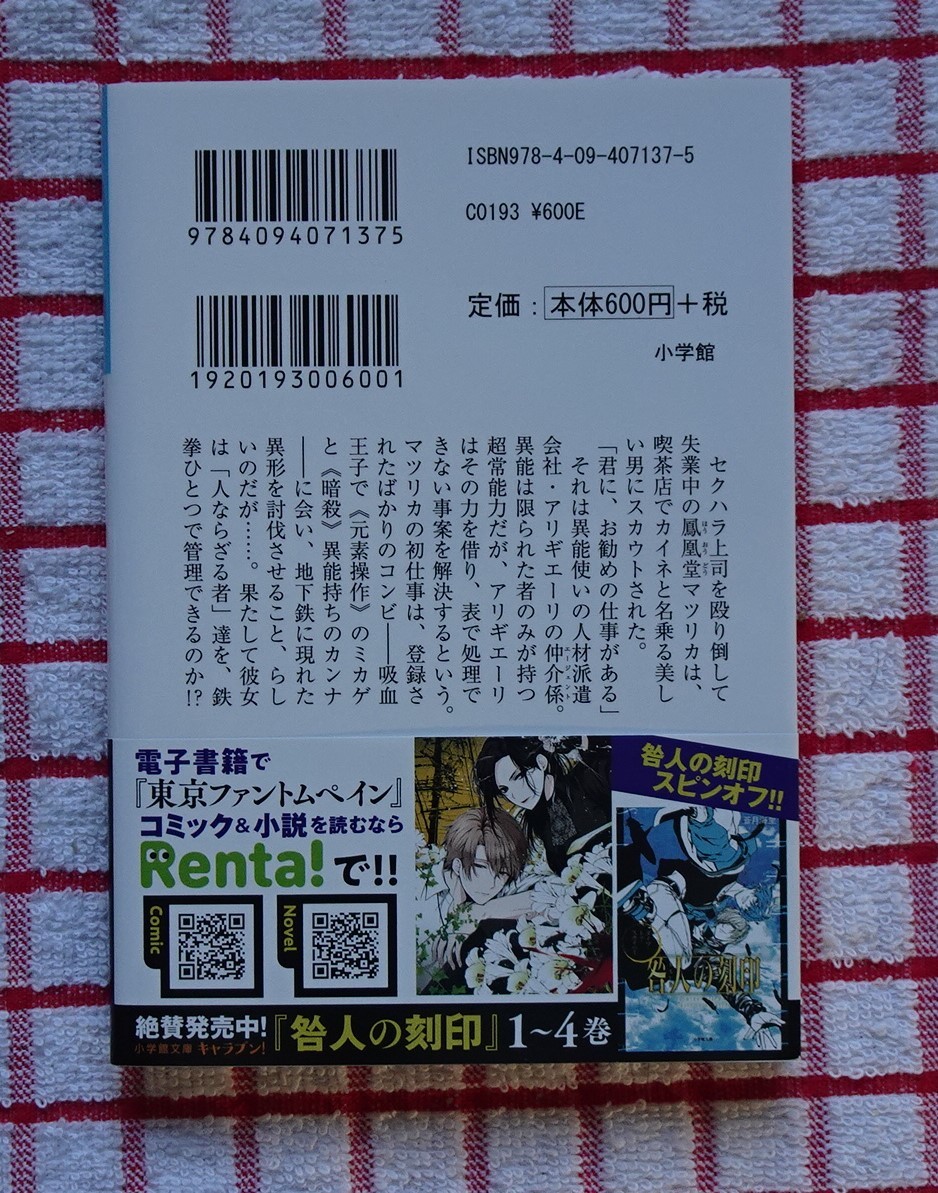 ISBN978-4-09-407137-5
9784094071375
C0193 ¥600E
定価：本体600円＋税
1920193006001
小学館
セクハラ上司を殴り倒して
失業中の鳳凰堂マツリカは、
ほうおうどう
喫茶店でカイネと名乗る美し
い男にスカウトされた。
「君に、お勧めの仕事がある」
それは異能使いの人材派遣
会社・アリギエーリの仲介係。
エージェント
異能は限られた者のみが持つ
超常能力だが、アリギエーリ
はその力を借り、表で処理で
きない事案を解決するという。
マツリカの初仕事は、登録さ
れたばかりのコンビ――吸血
王子で《元素操作》のミカゲ
と《暗殺》異能持ちのカンナ
――に会い、地下鉄に現れた
異形を討伐させること、らし
いのだが……。果たして彼女
は「人ならざる者」達を、鉄
拳ひとつで管理できるのか!?
電子書籍で
『東京ファントムペイン』
コミック&小説を読むなら
Renta!で!!
Comic
Novel
咎人の刻印
スピンオフ!!
咎人の刻印
絶賛発売中!『咎人の刻印』1〜4巻
小学館文庫 キャラブン!